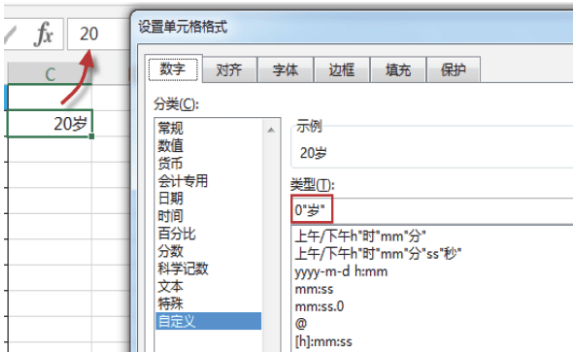 fx 20
设置单元格格式
C
数字 对齐 字体 边框 填充 保护
20岁
分类(C):
常规
数值
货币
会计专用
日期
时间
百分比
分数
科学记数
文本
特殊
自定义
示例
20岁
类型(T):
0"岁"
上午/下午h"时"mm"分"
上午/下午h"时"mm"分"ss"秒"
yyyy-m-d h:mm
mm:ss
mm:ss.0
@
[h]:mm:ss